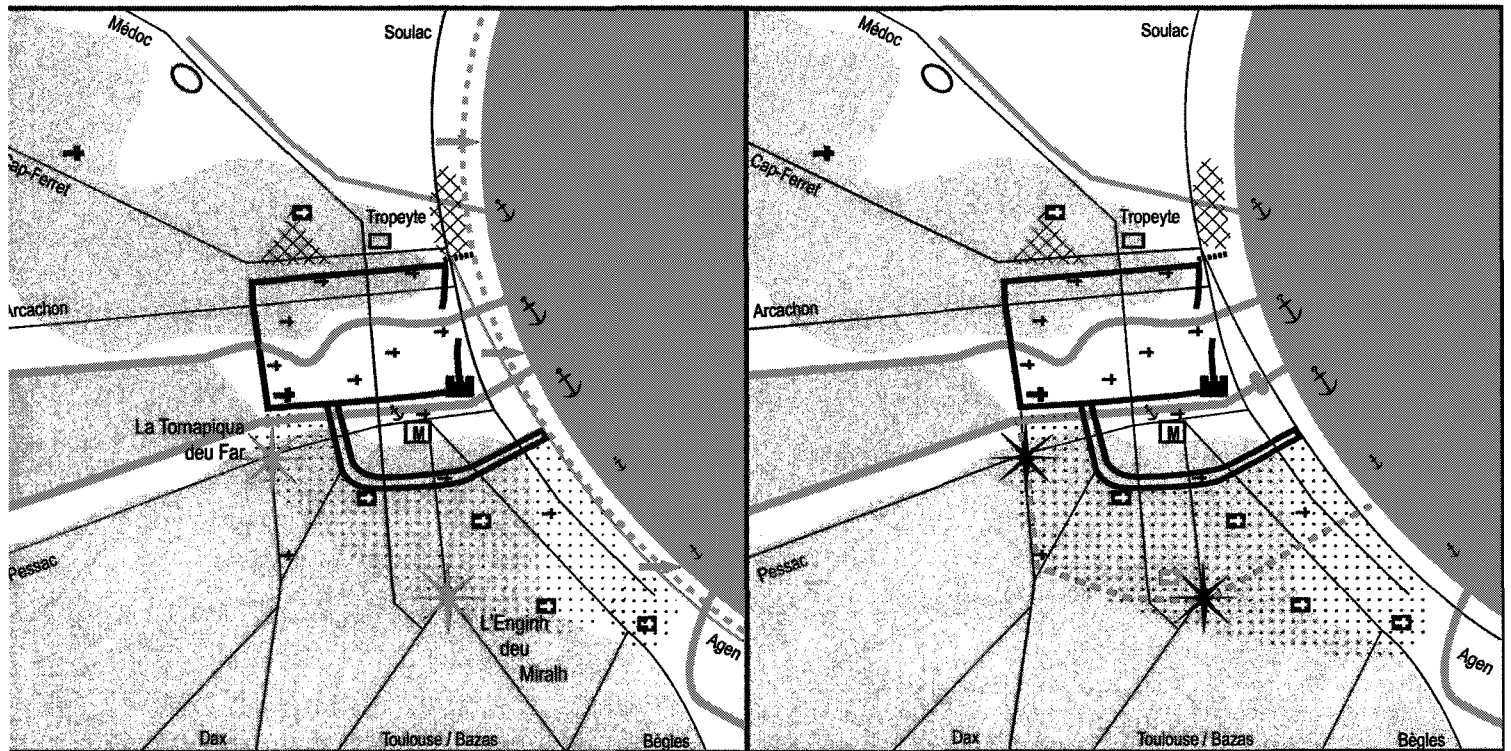 Médoc
Soulac
Cap-Ferret
Tropeyte
Arcachon
La Tornapiqua
deu Far
M
Pessac
L'Enginh
deu
Miralh
Agen
Dax
Toulouse / Bazas
Bègles
Médoc
Soulac
Cap-Ferret
Tropeyte
Arcachon
M
Pessac
Agen
Dax
Toulouse / Bazas
Bègles